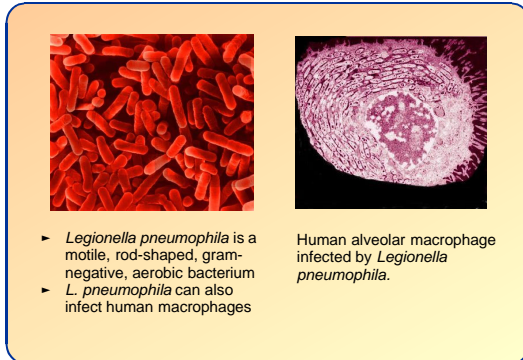 ► Legionella pneumophila is a
motile, rod-shaped, gram-
negative, aerobic bacterium
► L. pneumophila can also
infect human macrophages
Human alveolar macrophage
infected by Legionella
pneumophila.